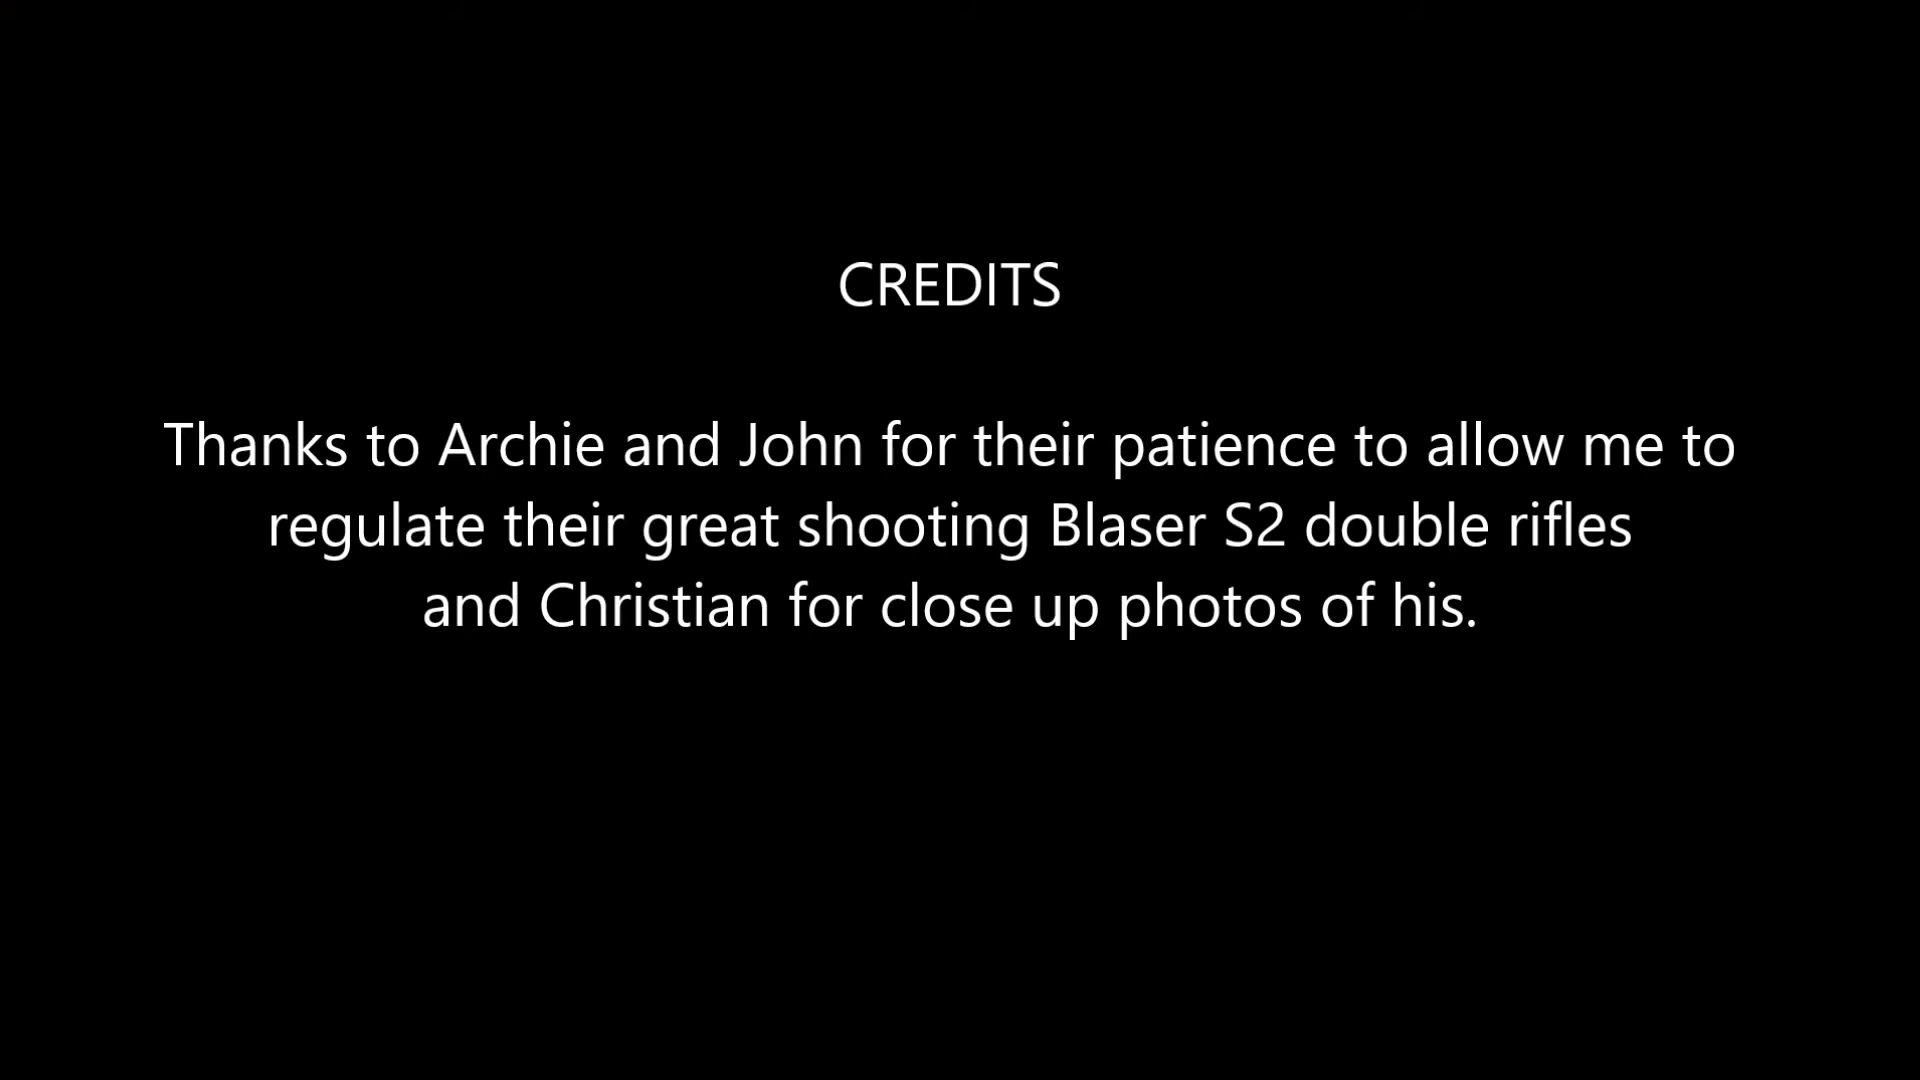 CREDITS
Thanks to Archie and John for their patience to allow me to
regulate their great shooting Blaser S2 double rifles
and Christian for close up photos of his.